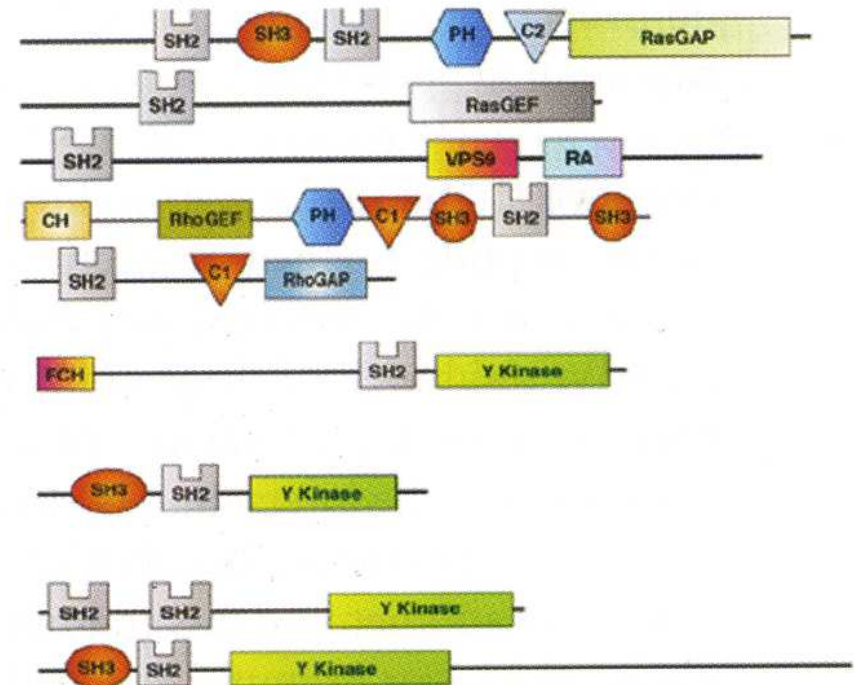 SH2 SH3 SH2 PH C2 RasGAP
SH2 RasGEF
SH2 VPS9 RA
CH RhoGEF PH C1 SH3 SH2 SH3
SH2 C1 RhoGAP
FCH SH2 Y Kinase
SH3 SH2 Y Kinase
SH2 SH2 Y Kinase
SH3 SH2 Y Kinase